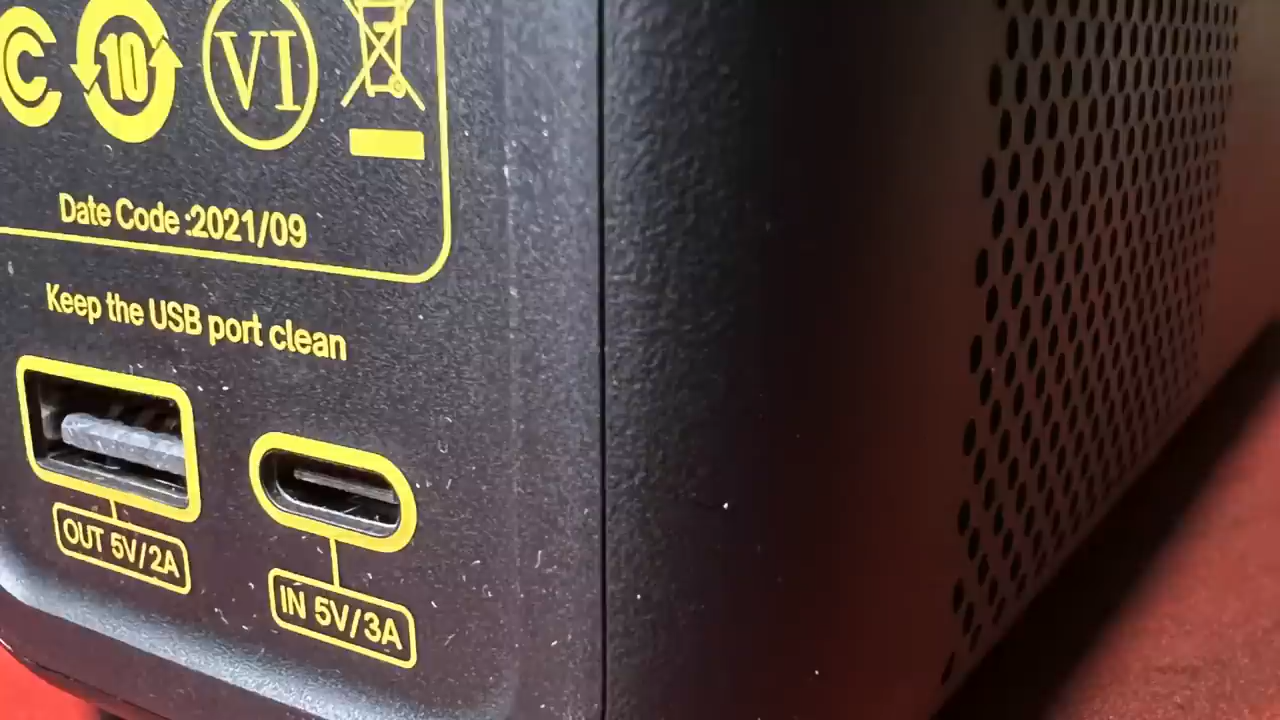 C 10 VI
Date Code :2021/09
Keep the USB port clean
OUT 5V/2A
IN 5V/3A